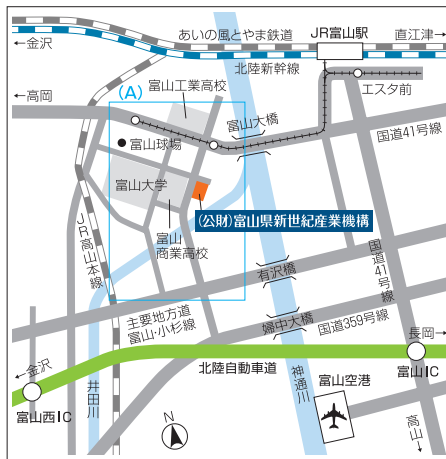 JR富山駅
直江津→
あいの風とやま鉄道
←金沢
北陸新幹線
エスタ前
富山工業高校
(A)
←高岡
富山大橋
国道41号線
富山球場
富山大学
(公財)富山県新世紀産業機構
富山
商業高校
JR高山本線
国道41号線
有沢橋
主要地方道
富山・小杉線
婦中大橋
国道359号線
長岡→
←金沢
北陸自動車道
富山IC
富山西IC
井田川
N
神通川
富山空港
高山→